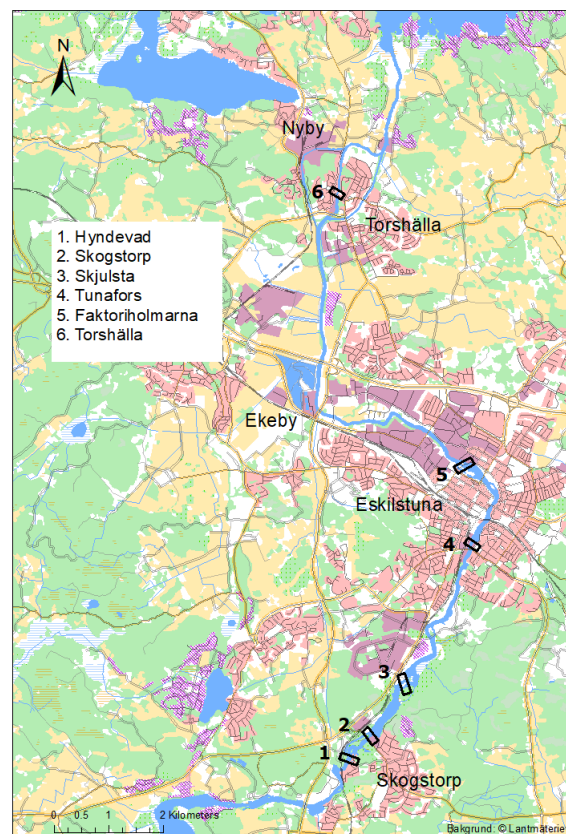 N
Nyby
6
Torshälla
1. Hyndevad
2. Skogstorp
3. Skjulsta
4. Tunafors
5. Faktoriholmarna
6. Torshälla
Ekeby
5
Eskilstuna
4
3
2
1
Skogstorp
0 0.5 1 2 Kilometers
Bakgrund: © Lantmäteriet